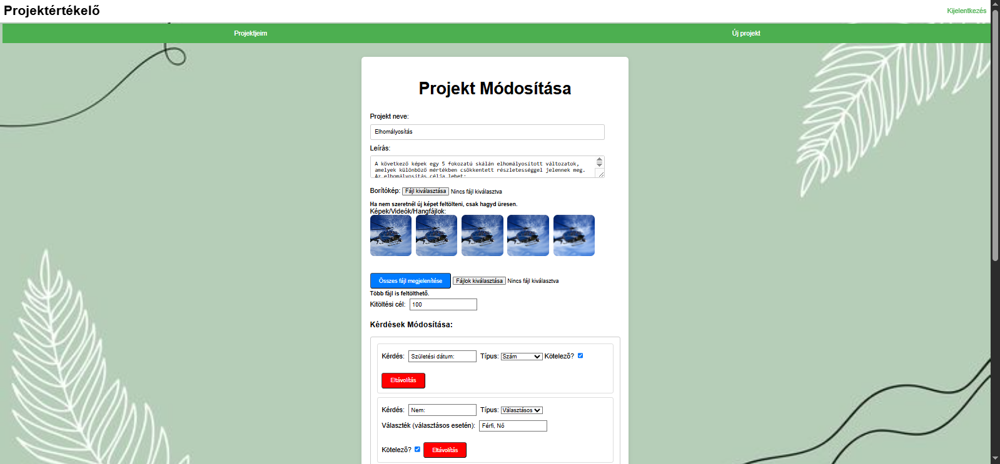 Projektértékelő
Kijelentkezés
Projektjeim
Új projekt
Projekt Módosítása
Projekt neve:
Elhomályosítás
Leírás:
A következő képek egy 5 fokozatú skálán elhomályosított változatok,
amelyek különböző mértékben csökkentett részletességgel jelennek meg.
Az elhomályosítás célja lehet:
Borítókép: Fájl kiválasztása Nincs fájl kiválasztva
Ha nem szeretnél új képet feltölteni, csak hagyd üresen.
Képek/Videók/Hangfájlok:
Összes fájl megjelenítése Fájlok kiválasztása Nincs fájl kiválasztva
Több fájl is feltölthető.
Kitöltési cél: 100
Kérdések Módosítása:
Kérdés: Születési dátum: Típus: Szám Kötelező?
Eltávolítás
Kérdés: Nem: Típus: Választásos
Választék (választásos esetén): Férfi, Nő
Kötelező? Eltávolítás